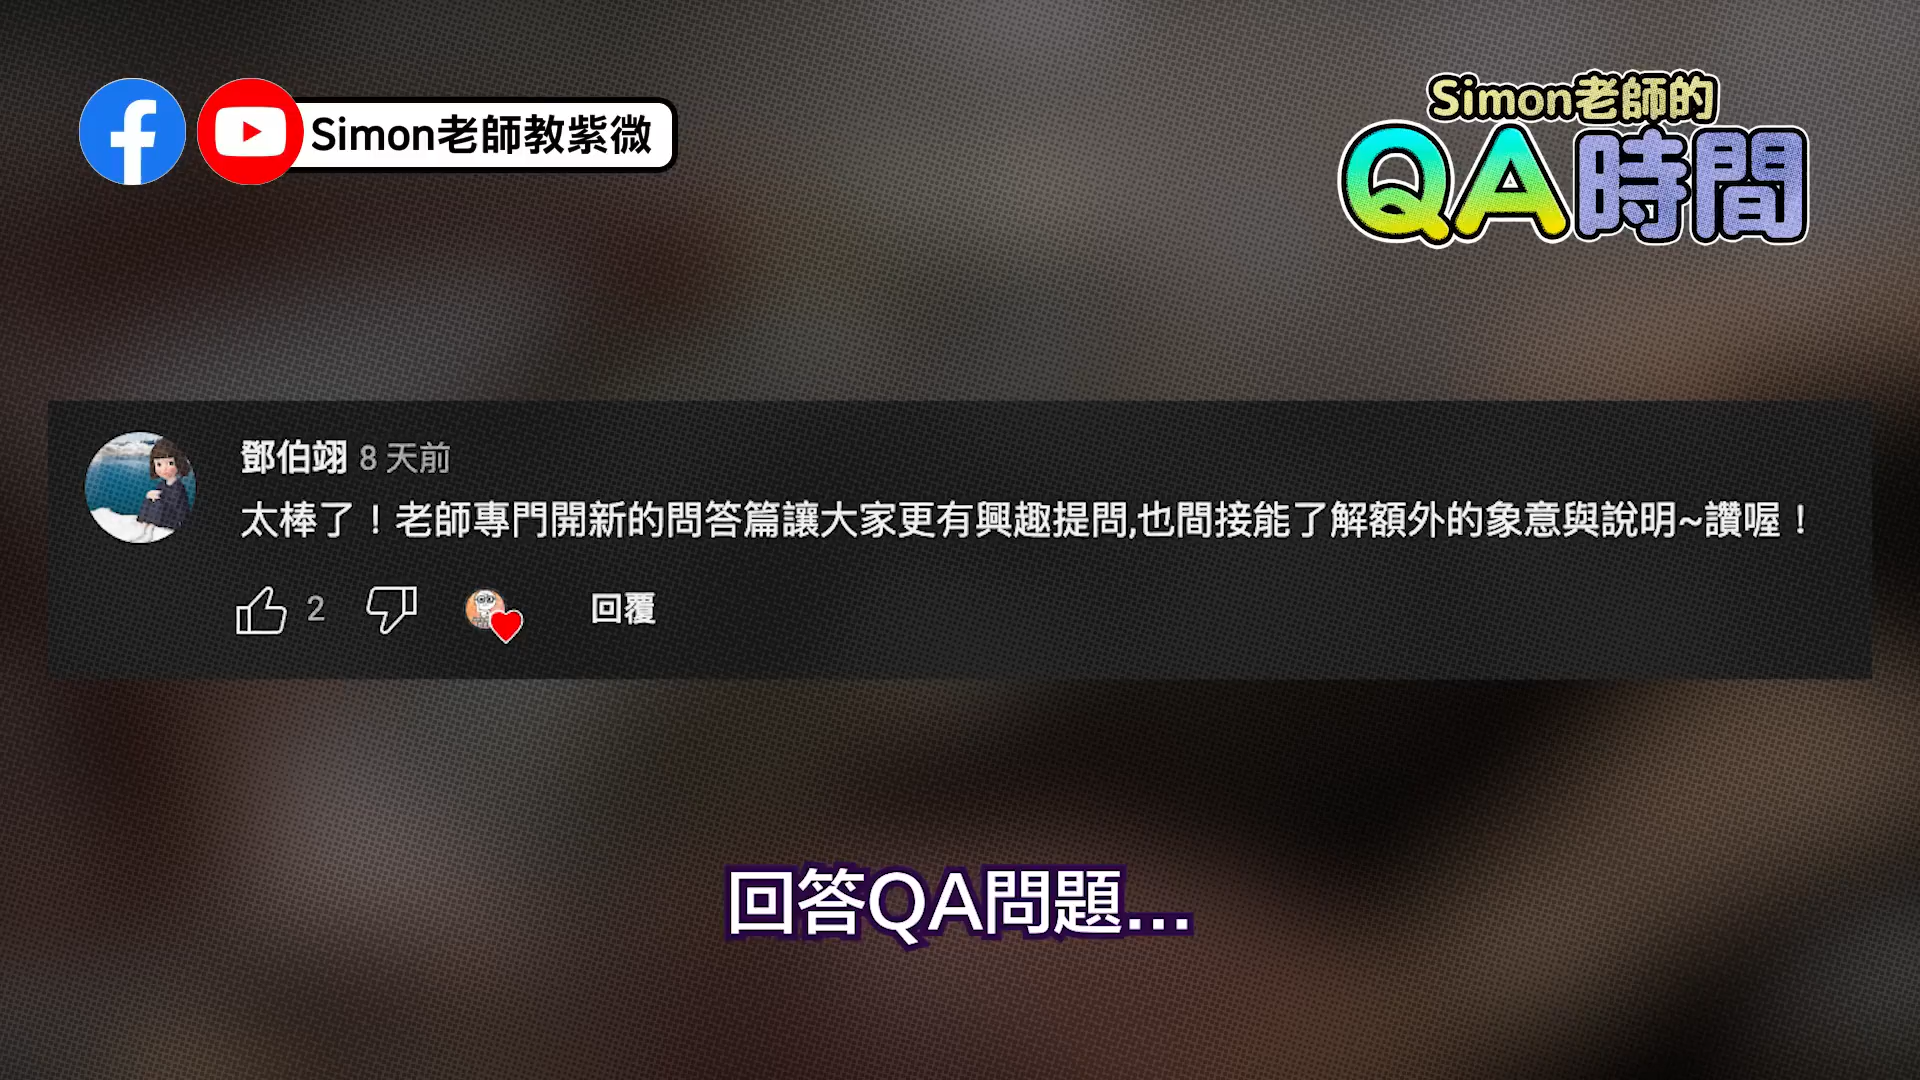 Simon老師教紫微
Simon老師的
QA時間
鄧伯翊 8 天前
太棒了！老師專門開新的問答篇讓大家更有興趣提問,也間接能了解額外的象意與說明~讚喔！
2 回覆
回答QA問題...